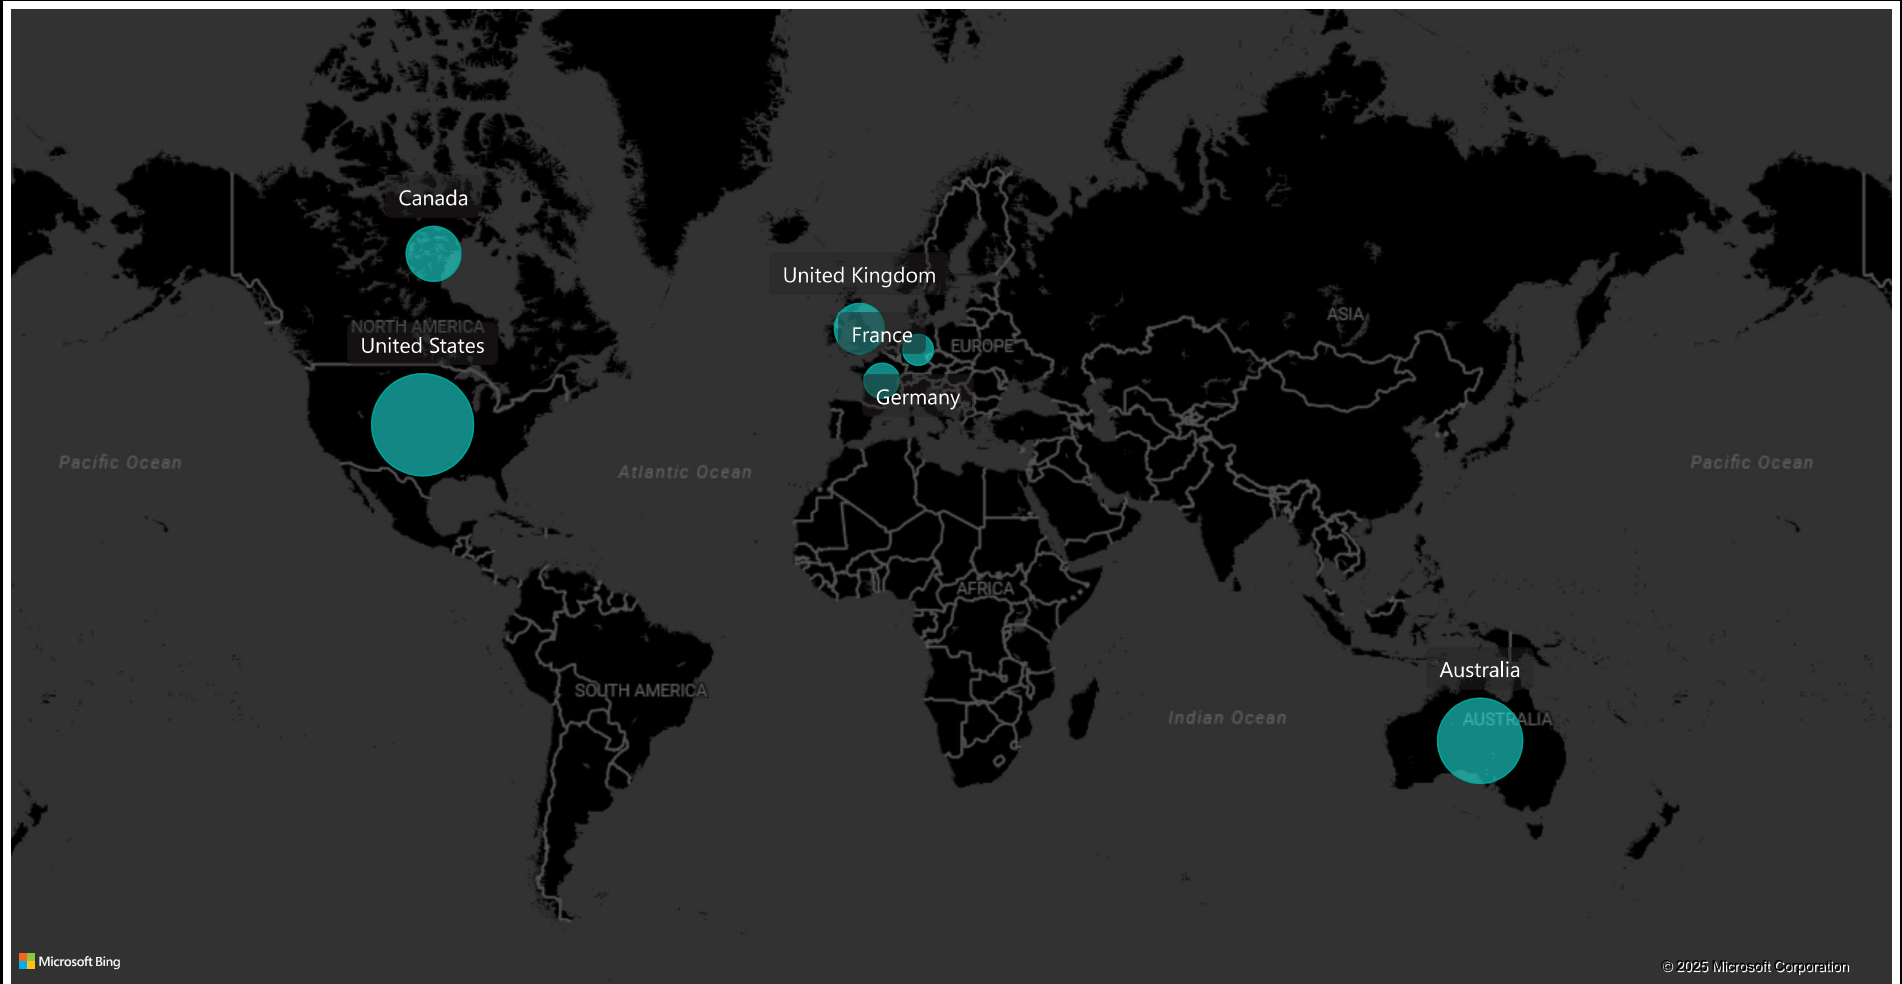 Canada
United Kingdom
NORTH AMERICA
United States
France
EUROPE
ASIA
Germany
Pacific Ocean
Atlantic Ocean
Pacific Ocean
AFRICA
SOUTH AMERICA
Indian Ocean
Australia
AUSTRALIA
Microsoft Bing
© 2025 Microsoft Corporation